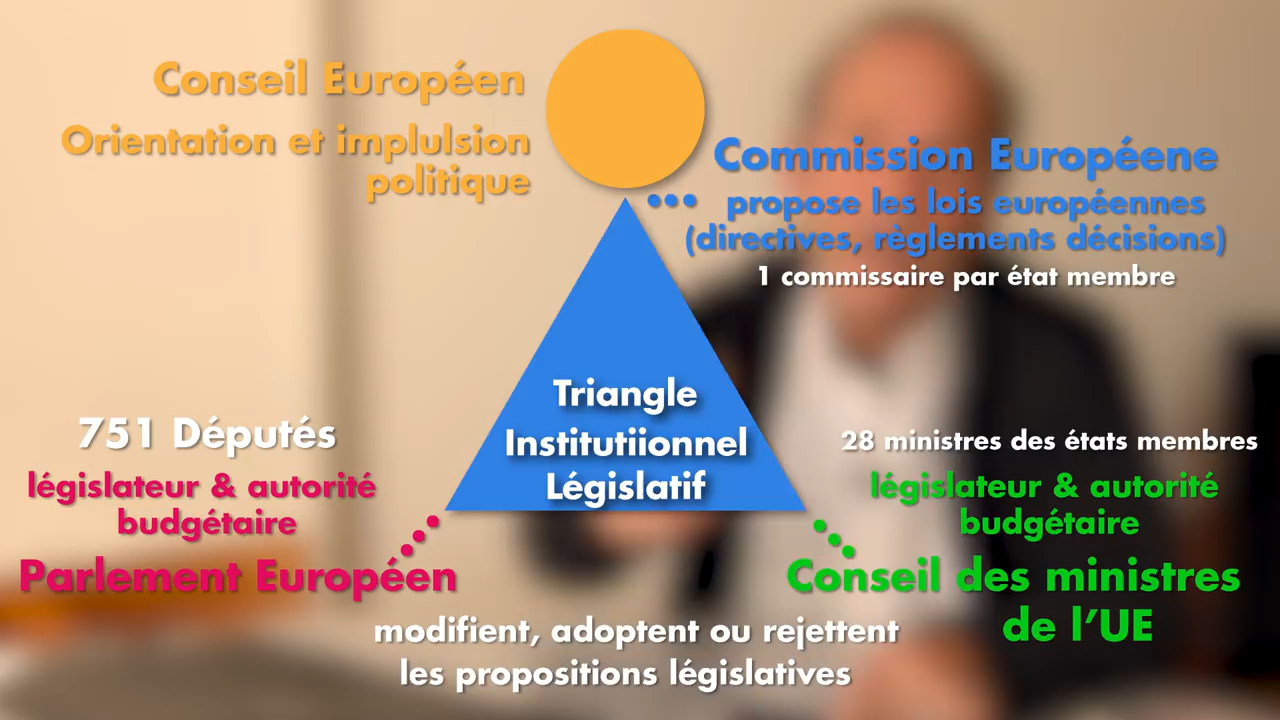 Conseil Européen
Orientation et implulsion
politique
Commission Européene
propose les lois européennes
(directives, règlements décisions)
1 commissaire par état membre
Triangle
Institutiionnel
Législatif
751 Députés
législateur & autorité
budgétaire
Parlement Européen
28 ministres des états membres
législateur & autorité
budgétaire
Conseil des ministres
de l’UE
modifient, adoptent ou rejettent
les propositions législatives